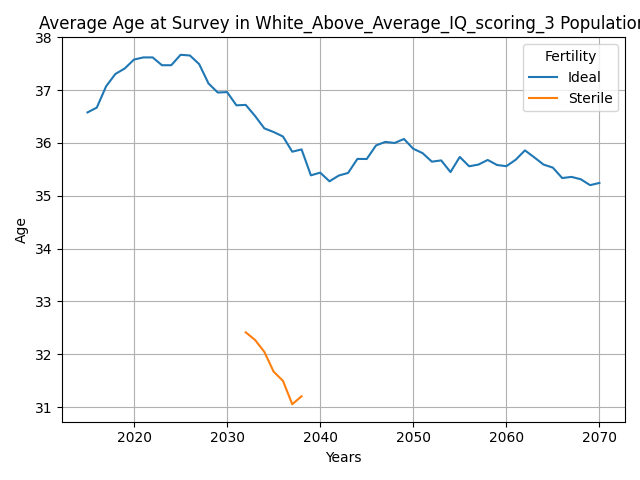 Average Age at Survey in White_Above_Average_IQ_scoring_3 Population
38
37
36
35
34
33
32
31
Age
Fertility
Ideal
Sterile
2020 2030 2040 2050 2060 2070
Years